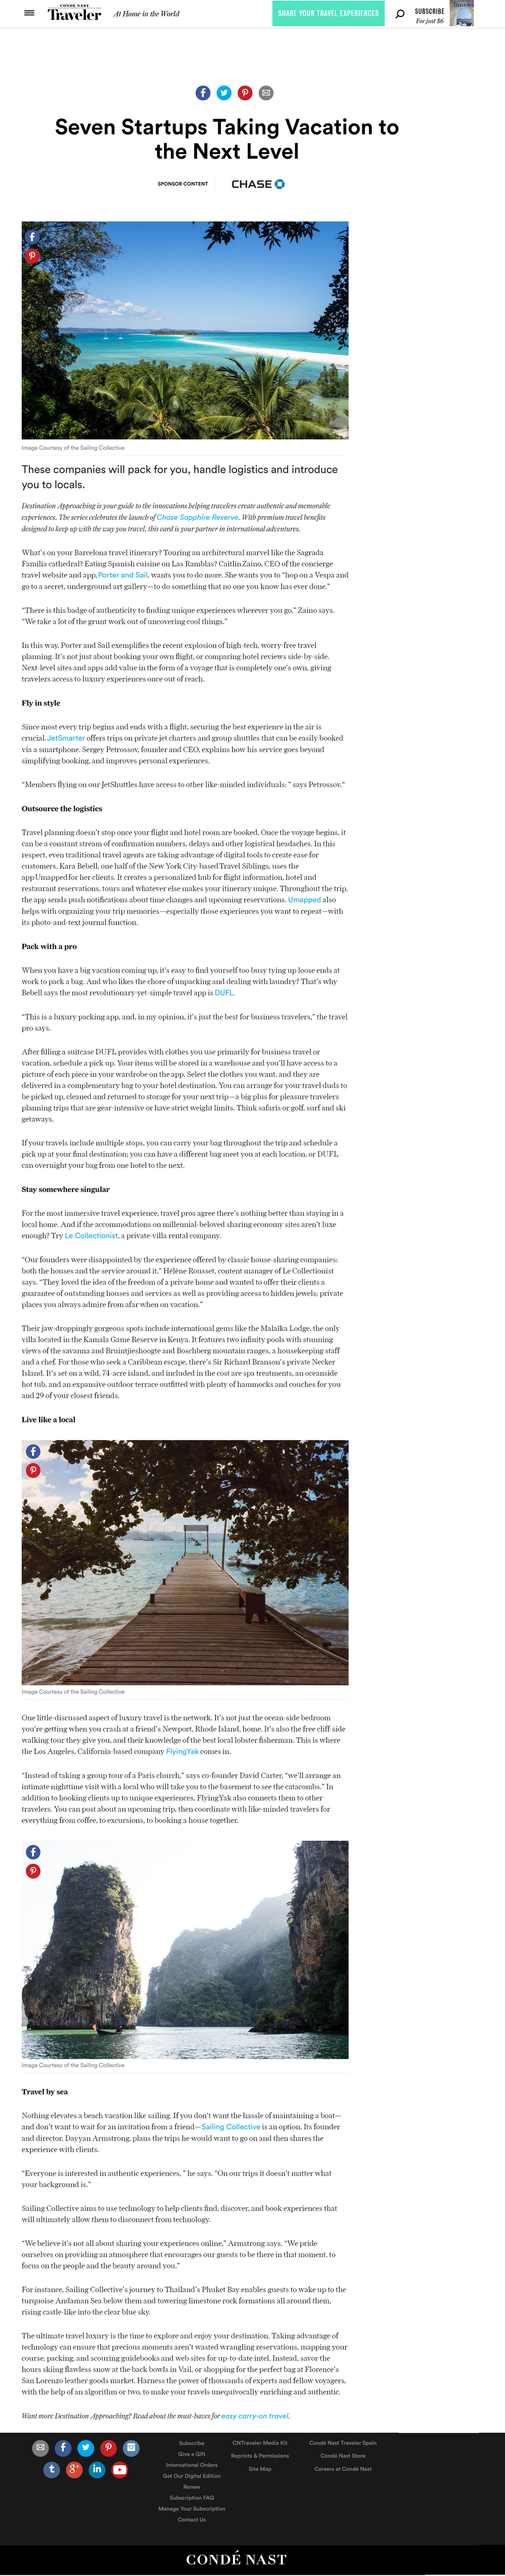 CONDÉ NAST
Traveler
At Home in the World
SHARE YOUR TRAVEL EXPERIENCES
SUBSCRIBE
For just $6
Traveler
Seven Startups Taking Vacation to
the Next Level
SPONSOR CONTENT
CHASE
Image Courtesy of the Sailing Collective
These companies will pack for you, handle logistics and introduce
you to locals.
Destination Approaching is your guide to the innovations helping travelers create authentic and memorable
experiences. The series celebrates the launch of Chase Sapphire Reserve. With premium travel benefits
designed to keep up with the way you travel, this card is your partner in international adventures.
What's on your Barcelona travel itinerary? Touring an architectural marvel like the Sagrada
Familia cathedral? Eating Spanish cuisine on Las Ramblas? Caitlin Zaino, CEO of the concierge
travel website and app, Porter and Sail, wants you to do more. She wants you to “hop on a Vespa and
go to a secret, underground art gallery—to do something that no one you know has ever done.”
“There is this badge of authenticity to finding unique experiences wherever you go,” Zaino says.
“We take a lot of the grunt work out of uncovering cool things.”
In this way, Porter and Sail exemplifies the recent explosion of high-tech, worry-free travel
planning. It's not just about booking your own flight, or comparing hotel reviews side-by-side.
Next-level sites and apps add value in the form of a voyage that is completely one's own, giving
travelers access to luxury experiences once out of reach.
Fly in style
Since most every trip begins and ends with a flight, securing the best experience in the air is
crucial. JetSmarter offers trips on private jet charters and group shuttles that can be easily booked
via a smartphone. Sergey Petrossov, founder and CEO, explains how his service goes beyond
simplifying booking, and improves personal experiences.
“Members flying on our JetShuttles have access to other like-minded individuals: ” says Petrossov.“
Outsource the logistics
Travel planning doesn't stop once your flight and hotel room are booked. Once the voyage begins, it
can be a constant stream of confirmation numbers, delays and other logistical headaches. In this
respect, even traditional travel agents are taking advantage of digital tools to create ease for
customers. Kara Bebell, one half of the New York City-based Travel Siblings, uses the
app Umapped for her clients. It creates a personalized hub for flight information, hotel and
restaurant reservations, tours and whatever else makes your itinerary unique. Throughout the trip,
the app sends push notifications about time changes and upcoming reservations. Umapped also
helps with organizing your trip memories—especially those experiences you want to repeat—with
its photo-and-text journal function.
Pack with a pro
When you have a big vacation coming up, it's easy to find yourself too busy tying up loose ends at
work to pack a bag. And who likes the chore of unpacking and dealing with laundry? That's why
Bebell says the most revolutionary-yet-simple travel app is DUFL.
“This is a luxury packing app, and, in my opinion, it's just the best for business travelers,” the travel
pro says.
After filling a suitcase DUFL provides with clothes you use primarily for business travel or
vacation, schedule a pick up. Your items will be stored in a warehouse and you'll have access to a
picture of each piece in your wardrobe on the app. Select the clothes you want, and they are
delivered in a complementary bag to your hotel destination. You can arrange for your travel duds to
be picked up, cleaned and returned to storage for your next trip—a big plus for pleasure travelers
planning trips that are gear-intensive or have strict weight limits. Think safaris or golf, surf and ski
getaways.
If your travels include multiple stops, you can carry your bag throughout the trip and schedule a
pick up at your final destination; you can have a different bag meet you at each location, or DUFL
can overnight your bag from one hotel to the next.
Stay somewhere singular
For the most immersive travel experience, travel pros agree there's nothing better than staying in a
local home. And if the accommodations on millennial-beloved sharing economy sites aren't luxe
enough? Try Le Collectionist, a private-villa rental company.
“Our founders were disappointed by the experience offered by classic house-sharing companies:
both the houses and the service around it,” Hélène Rousset, content manager of Le Collectionist
says. “They loved the idea of the freedom of a private home and wanted to offer their clients a
guarantee of outstanding houses and services as well as providing access to hidden jewels; private
places you always admire from afar when on vacation.”
Their jaw-droppingly gorgeous spots include international gems like the Malaïka Lodge, the only
villa located in the Kamala Game Reserve in Kenya. It features two infinity pools with stunning
views of the savanna and Bruintjieshoogte and Boschberg mountain ranges, a housekeeping staff
and a chef. For those who seek a Caribbean escape, there's Sir Richard Branson's private Necker
Island. It's set on a wild, 74-acre island, and included in the cost are spa treatments, an oceanside
hot tub, and an expansive outdoor terrace outfitted with plenty of hammocks and couches for you
and 29 of your closest friends.
Live like a local
Image Courtesy of the Sailing Collective
One little-discussed aspect of luxury travel is the network. It's not just the ocean-side bedroom
you're getting when you crash at a friend's Newport, Rhode Island, home. It's also the free cliff-side
walking tour they give you, and their knowledge of the best local lobster fisherman. This is where
the Los Angeles, California-based company FlyingYak comes in.
“Instead of taking a group tour of a Paris church,” says co-founder David Carter, “we'll arrange an
intimate nighttime visit with a local who will take you to the basement to see the catacombs.” In
addition to hooking clients up to unique experiences, FlyingYak also connects them to other
travelers. You can post about an upcoming trip, then coordinate with like-minded travelers for
everything from coffee, to excursions, to booking a house together.
Image Courtesy of the Sailing Collective
Travel by sea
Nothing elevates a beach vacation like sailing. If you don't want the hassle of maintaining a boat—
and don't want to wait for an invitation from a friend—Sailing Collective is an option. Its founder
and director, Dayyan Armstrong, plans the trips he would want to go on and then shares the
experience with clients.
“Everyone is interested in authentic experiences, ” he says. “On our trips it doesn't matter what
your background is.”
Sailing Collective aims to use technology to help clients find, discover, and book experiences that
will ultimately allow them to disconnect from technology.
“We believe it's not all about sharing your experiences online,” Armstrong says. “We pride
ourselves on providing an atmosphere that encourages our guests to be there in that moment, to
focus on the people and the beauty around you.”
For instance, Sailing Collective's journey to Thailand's Phuket Bay enables guests to wake up to the
turquoise Andaman Sea below them and towering limestone rock formations all around them,
rising castle-like into the clear blue sky.
The ultimate travel luxury is the time to explore and enjoy your destination. Taking advantage of
technology can ensure that precious moments aren't wasted wrangling reservations, mapping your
course, packing, and scouring guidebooks and web sites for up-to-date intel. Instead, savor the
hours skiing flawless snow at the back bowls in Vail, or shopping for the perfect bag at Florence's
San Lorenzo leather goods market. Harness the power of thousands of experts and fellow voyagers,
with the help of an algorithm or two, to make your travels unequivocally enriching and authentic.
Want more Destination Approaching? Read about the must-haves for easy carry-on travel.
Subscribe
Give a Gift
International Orders
Get Our Digital Edition
Renew
Subscription FAQ
Manage Your Subscription
Contact Us
CNTraveler Media Kit
Reprints & Permissions
Site Map
Condé Nast Traveler Spain
Condé Nast Store
Careers at Condé Nast
CONDÉ NAST